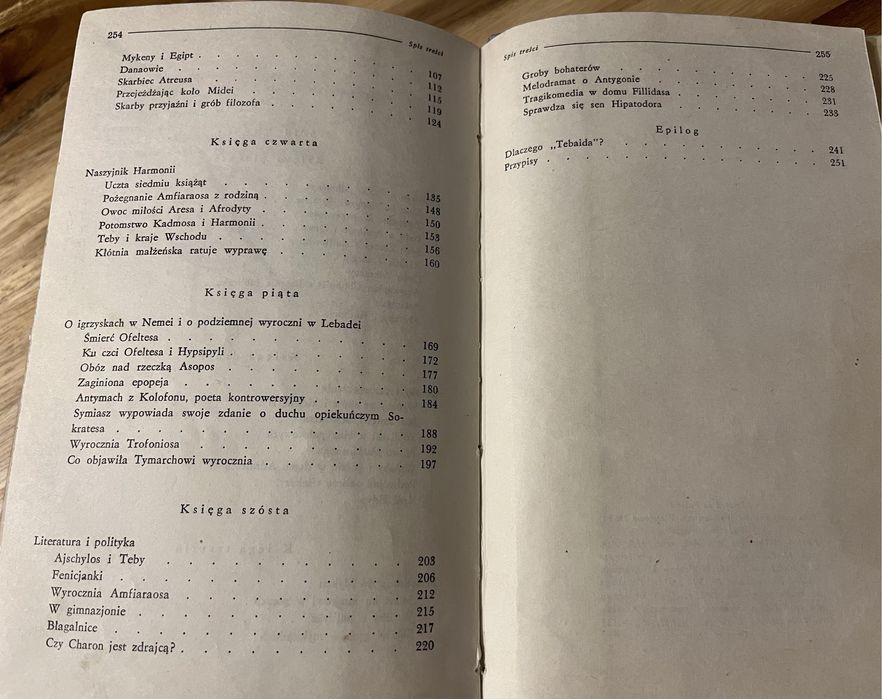 254
Spis treści
Mykeny i Egipt . . . . . . . . . . 107
Danaowie . . . . . . . . . . 112
Skarbiec Atreusa . . . . . . . . . . 115
Przejeżdżając koło Midei . . . . . . . . 119
Skarby przyjaźni i grób filozofa . . . . . . 124
Księga czwarta
Naszyjnik Harmonii
Uczta siedmiu książąt . . . . . . . . 135
Pożegnanie Amfiaraosa z rodziną . . . . . . 148
Owoc miłości Aresa i Afrodyty . . . . . . 150
Potomstwo Kadmosa i Harmonii . . . . . . 153
Teby i kraje Wschodu . . . . . . . . 156
Kłótnia małżeńska ratuje wyprawę . . . . . . 160
Księga piąta
O igrzyskach w Nemei i o podziemnej wyroczni w Lebadei
Śmierć Ofeltesa . . . . . . . . . . 169
Ku czci Ofeltesa i Hypsipyli . . . . . . . 172
Obóz nad rzeczką Asopos . . . . . . . 177
Zaginiona epopeja . . . . . . . . . 180
Antymach z Kolofonu, poeta kontrowersyjny . . . . . 184
Symiasz wypowiada swoje zdanie o duchu opiekuńczym So-
kratesa . . . . . . . . . . . 188
Wyrocznia Trofoniosa . . . . . . . . 192
Co objawiła Tymarchowi wyrocznia . . . . . . 197
Księga szósta
Literatura i polityka
Ajschylos i Teby . . . . . . . . . 203
Fenicjanki . . . . . . . . . . 206
Wyrocznia Amfiaraosa . . . . . . . . 212
W gimnazjonie . . . . . . . . . . 215
Błagalnice . . . . . . . . . . 217
Czy Charon jest zdrajcą? . . . . . . . . 220
Spis treści
255
Groby bohaterów . . . . . . . . . 225
Melodramat o Antygonie . . . . . . . . 228
Tragikomedia w domu Fillidasa . . . . . . . 231
Sprawdza się sen Hipatodora . . . . . . . 233
Epilog
Dlaczego „Tebaida”? . . . . . . . . . 241
Przypisy . . . . . . . . . . . 251